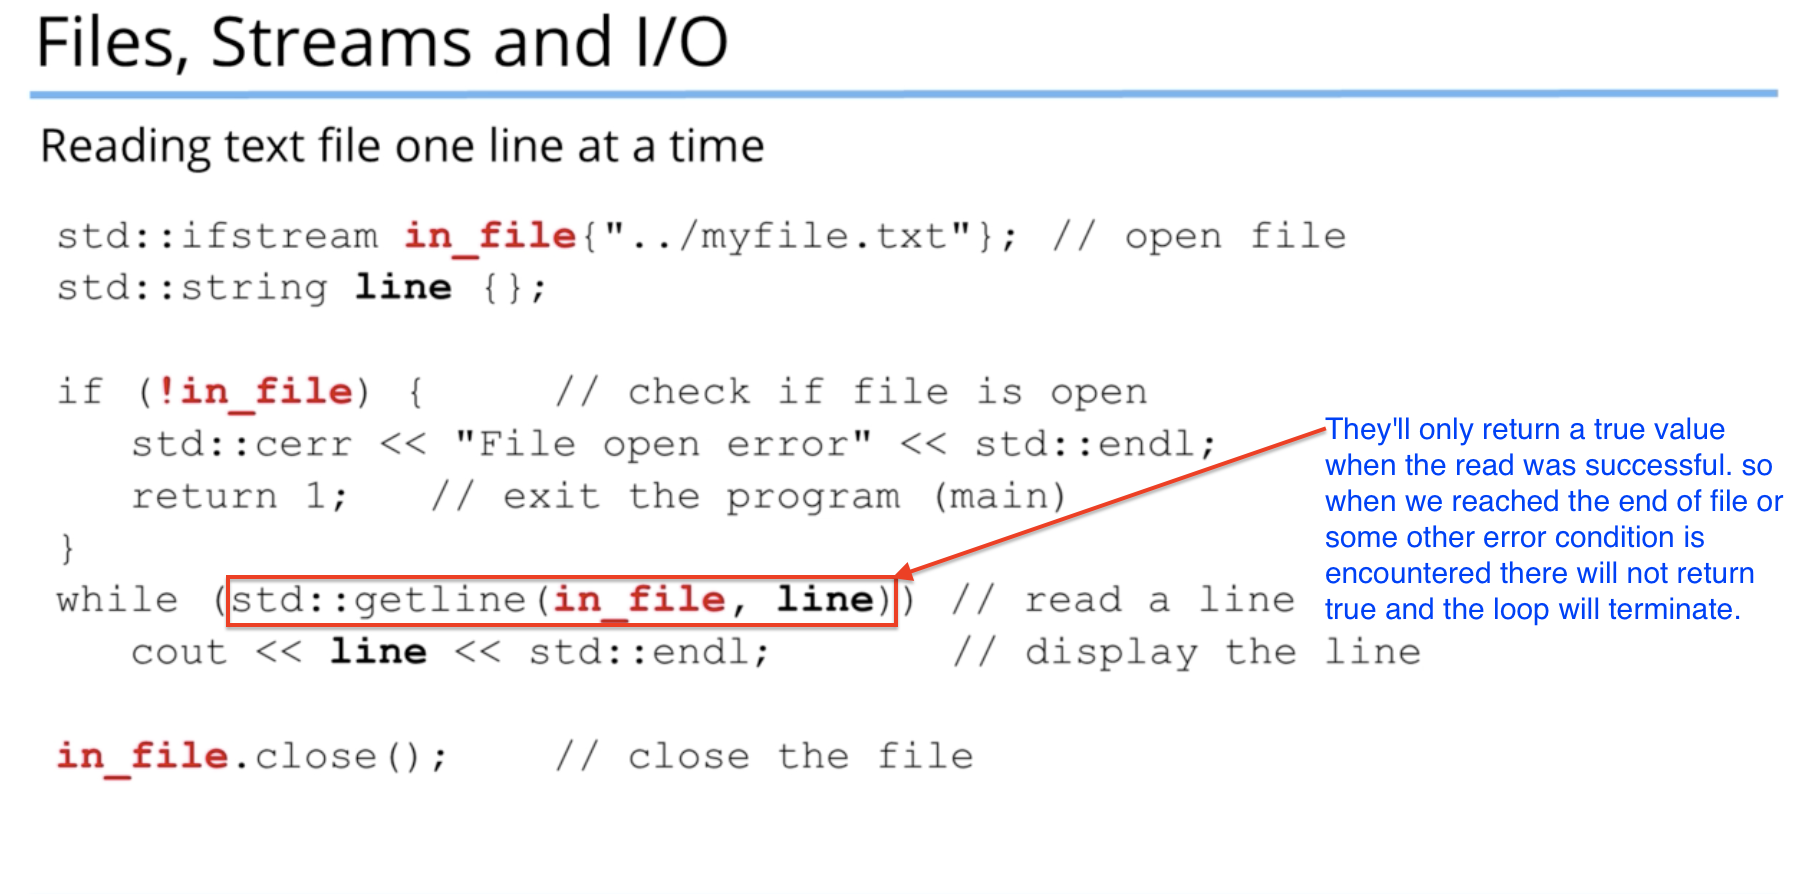 Files, Streams and I/O
Reading text file one line at a time
std::ifstream in_file{"../myfile.txt"}; // open file
std::string line {};
if (!in_file) { // check if file is open
std::cerr << "File open error" << std::endl;
return 1; // exit the program (main)
}
while (std::getline(in_file, line)) // read a line
cout << line << std::endl; // display the line
in_file.close(); // close the file
They'll only return a true value
when the read was successful. so
when we reached the end of file or
some other error condition is
encountered there will not return
true and the loop will terminate.